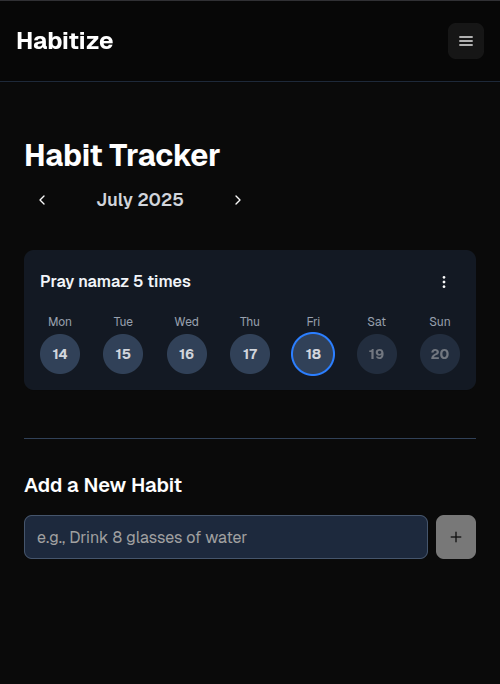 Habitize
Habit Tracker
July 2025
Pray namaz 5 times
Mon Tue Wed Thu Fri Sat Sun
14 15 16 17 18 19 20
Add a New Habit
e.g., Drink 8 glasses of water
+